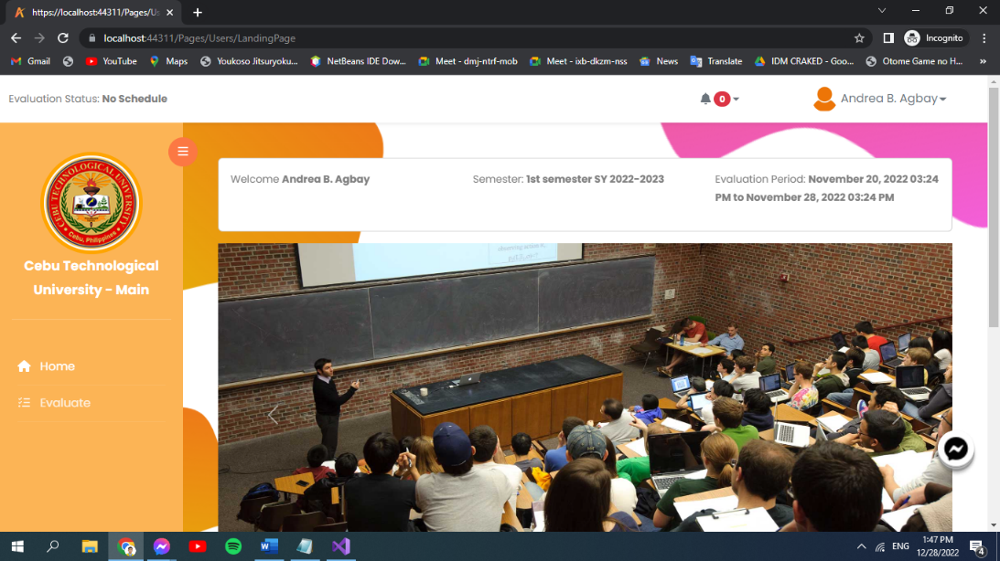 https://localhost:44311/Pages/Us
localhost:44311/Pages/Users/LandingPage
Incognito
Gmail
YouTube
Maps
Youkoso Jitsuryoku...
NetBeans IDE Dow...
Meet - dmj-ntrf-mob
Meet - ixb-dkzm-nss
News
Translate
IDM CRAKED - Goo...
Otome Game no H...
»
Evaluation Status: No Schedule
0
Andrea B. Agbay
CEBU TECHNOLOGICAL UNIVERSITY
Cebu, Philippines
Cebu Technological
University - Main
Home
Evaluate
Welcome Andrea B. Agbay
Semester: 1st semester SY 2022-2023
Evaluation Period: November 20, 2022 03:24
PM to November 28, 2022 03:24 PM
ENG
1:47 PM
12/28/2022
4